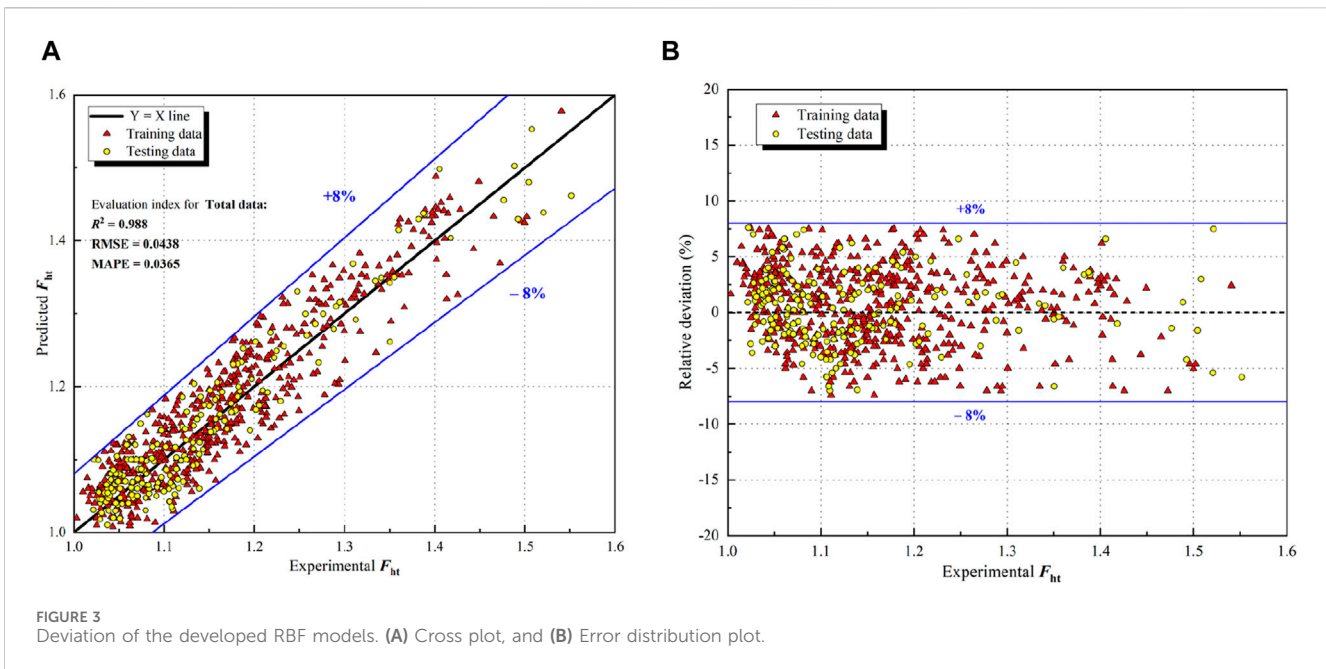 A
1.6
1.4
1.2
1.0
Predicted F_ht
Y = X line
Training data
Testing data
Evaluation index for Total data:
R² = 0.988
RMSE = 0.0438
MAPE = 0.0365
+8%
– 8%
1.0 1.1 1.2 1.3 1.4 1.5 1.6
Experimental F_ht
B
20
15
10
5
0
-5
-10
-15
-20
Relative deviation (%)
Training data
Testing data
+8%
– 8%
1.0 1.1 1.2 1.3 1.4 1.5 1.6
Experimental F_ht
FIGURE 3
Deviation of the developed RBF models. (A) Cross plot, and (B) Error distribution plot.